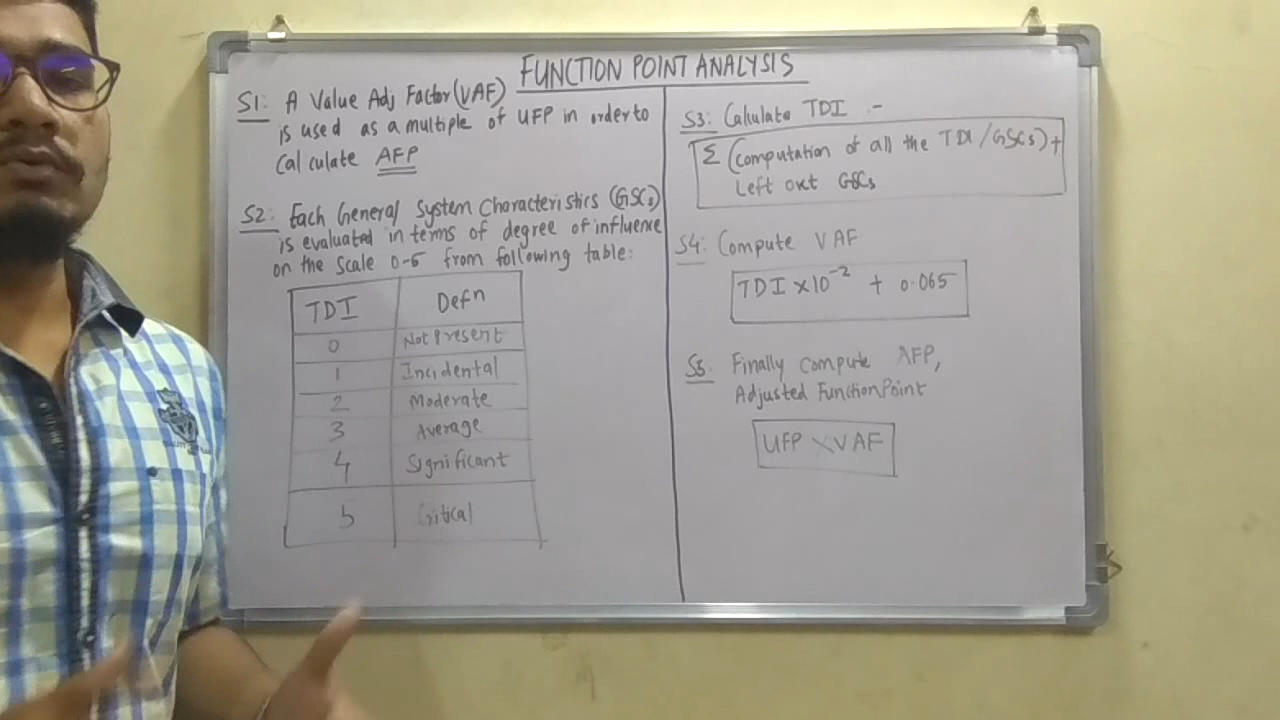 FUNCTION POINT ANALYSIS
S1: A Value Adj Factor (VAF)
is used as a multiple of UFP in order to
calculate AFP
S2: Each General System Characteristics (GSCs)
is evaluated in terms of degree of influence
on the scale 0-5 from following table:
TDI Defn
0 Not Present
1 Incidental
2 Moderate
3 Average
4 Significant
5 Critical
S3: Calculate TDI :-
Σ (computation of all the TDI/GSCs) +
Left out GSCs
S4: Compute VAF
TDI × 10⁻² + 0.065
S5: Finally compute AFP,
Adjusted Function Point
UFP × VAF